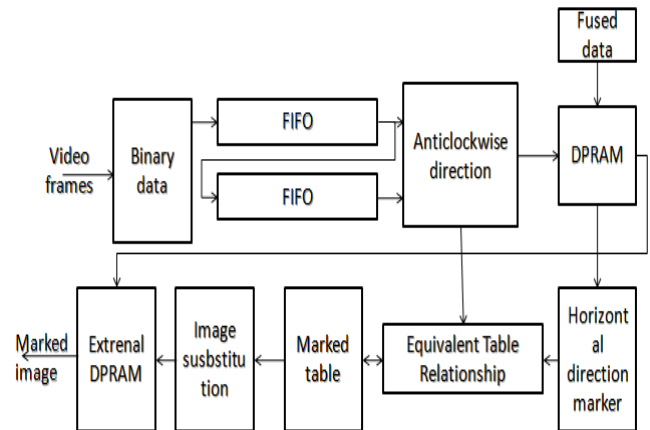 Fused
data
Video
frames
Binary
data
FIFO
FIFO
Anticlockwise
direction
DPRAM
Marked
image
Extrenal
DPRAM
Image
susbstitu
tion
Marked
table
Equivalent Table
Relationship
Horizont
al
direction
marker